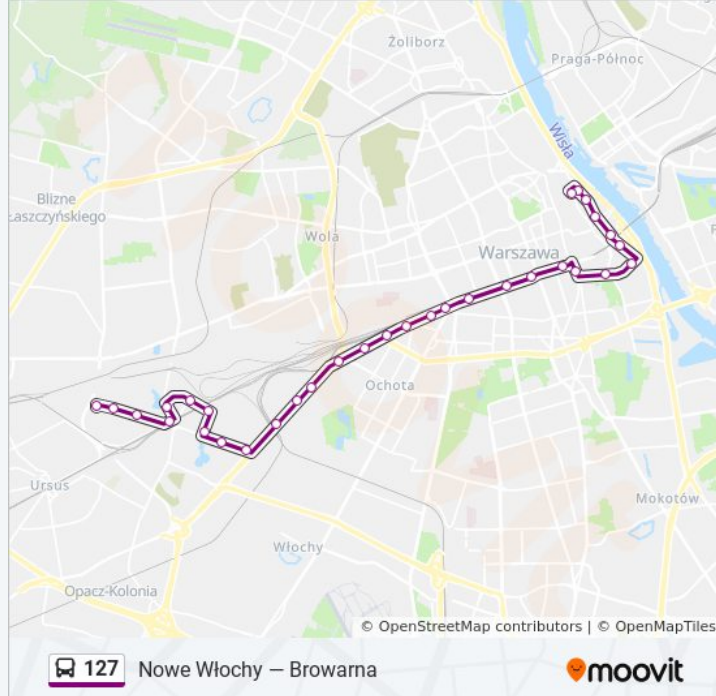 Żoliborz
Praga-Północ
Wisła
Blizne
Łaszczyńskiego
Wola
Warszawa
Ochota
Ursus
Mokotów
Włochy
Opacz-Kolonia
© OpenStreetMap contributors | © OpenMapTiles
127 Nowe Włochy — Browarna
moovit